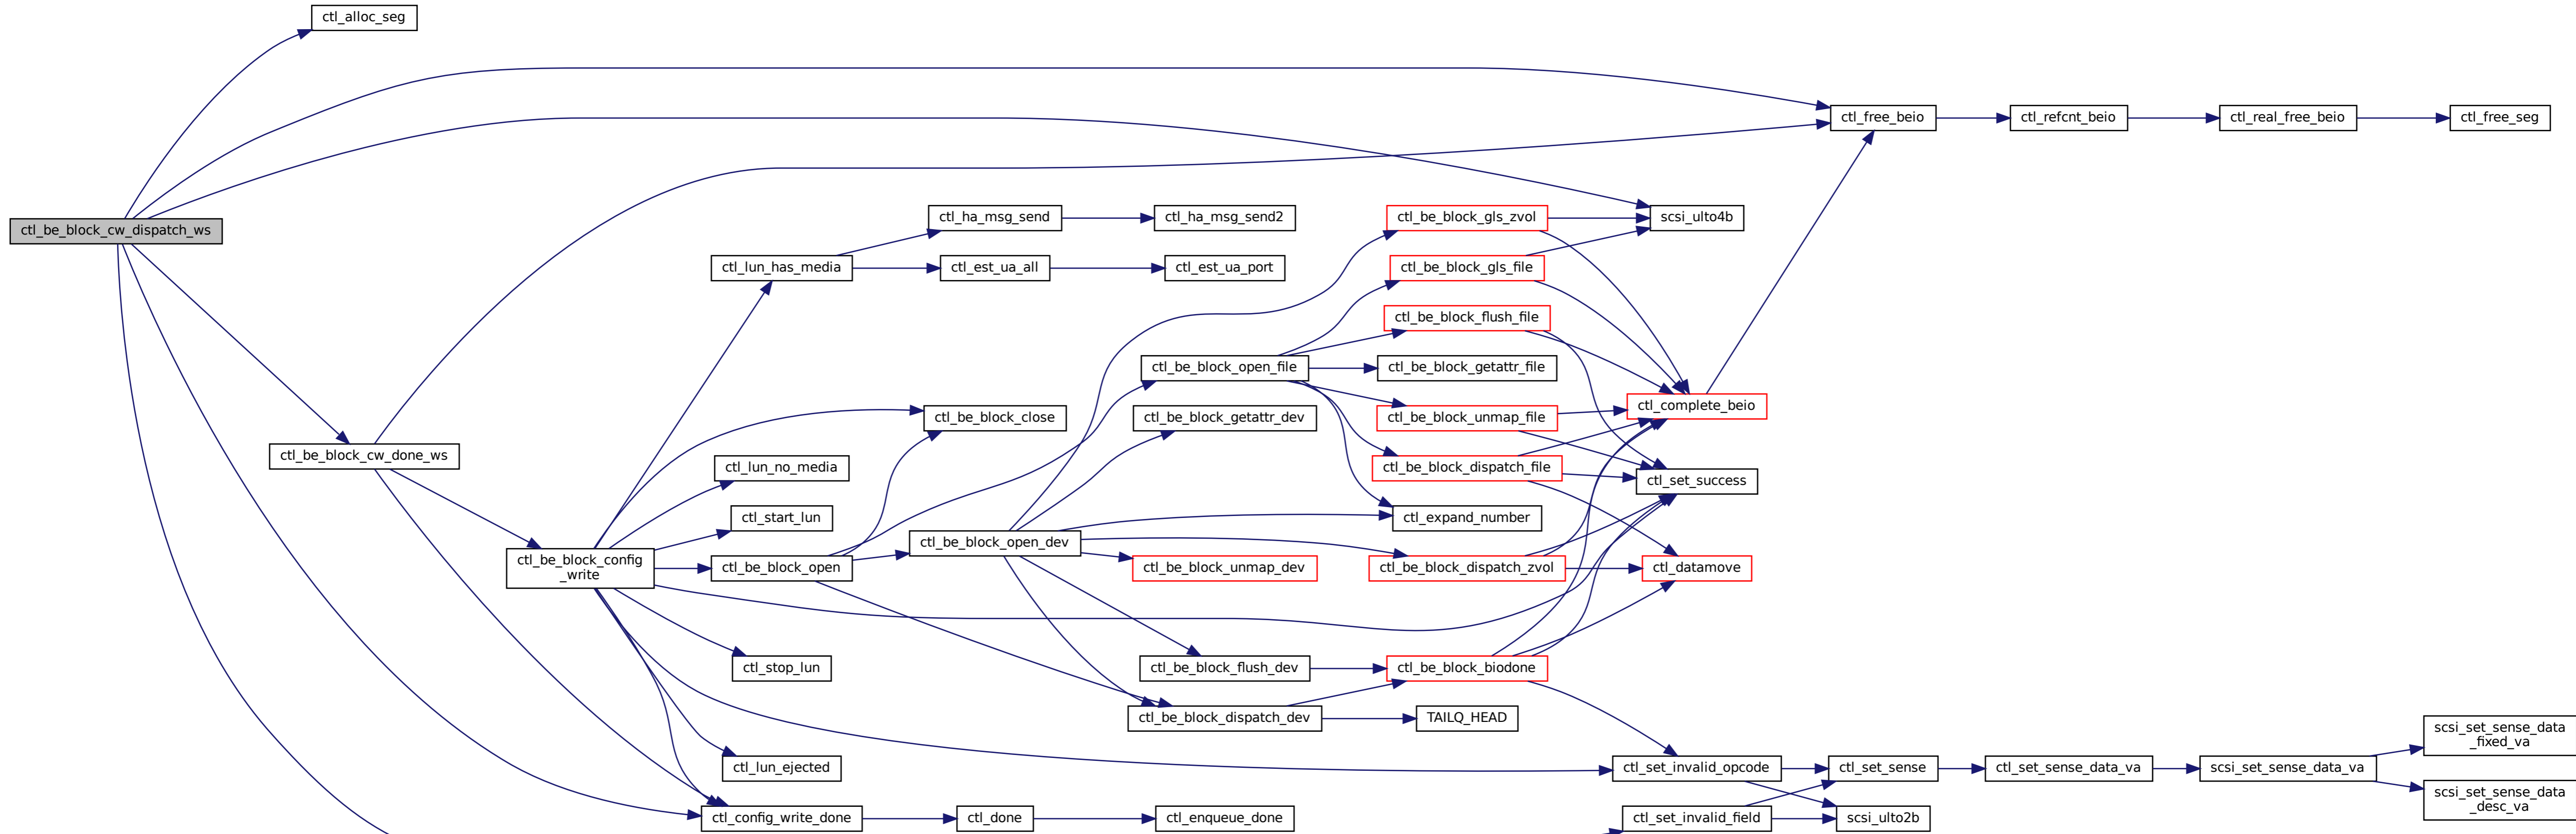 ctl_alloc_seg
ctl_free_beio
ctl_refcnt_beio
ctl_real_free_beio
ctl_free_seg
ctl_be_block_cw_dispatch_ws
ctl_ha_msg_send
ctl_ha_msg_send2
ctl_be_block_gls_zvol
scsi_ulto4b
ctl_lun_has_media
ctl_est_ua_all
ctl_est_ua_port
ctl_be_block_gls_file
ctl_be_block_flush_file
ctl_be_block_open_file
ctl_be_block_getattr_file
ctl_be_block_close
ctl_be_block_getattr_dev
ctl_be_block_unmap_file
ctl_complete_beio
ctl_be_block_cw_done_ws
ctl_lun_no_media
ctl_be_block_dispatch_file
ctl_set_success
ctl_start_lun
ctl_expand_number
ctl_be_block_open_dev
ctl_be_block_config
_write
ctl_be_block_open
ctl_be_block_unmap_dev
ctl_be_block_dispatch_zvol
ctl_datamove
ctl_stop_lun
ctl_be_block_flush_dev
ctl_be_block_biodone
ctl_be_block_dispatch_dev
TAILQ_HEAD
scsi_set_sense_data
_fixed_va
ctl_lun_ejected
ctl_set_invalid_opcode
ctl_set_sense
ctl_set_sense_data_va
scsi_set_sense_data_va
scsi_set_sense_data
_desc_va
ctl_config_write_done
ctl_done
ctl_enqueue_done
ctl_set_invalid_field
scsi_ulto2b